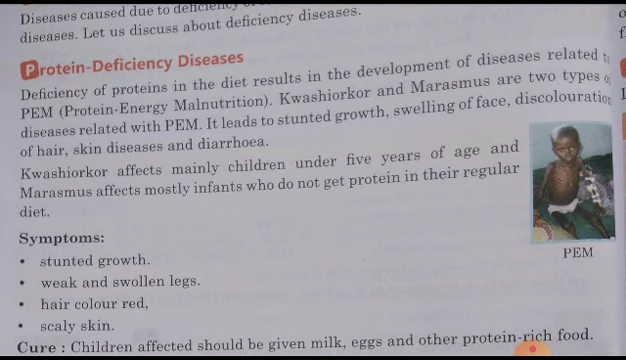 Diseases caused due to deficiency
diseases. Let us discuss about deficiency diseases.
Protein-Deficiency Diseases
Deficiency of proteins in the diet results in the development of diseases related
PEM (Protein-Energy Malnutrition). Kwashiorkor and Marasmus are two types
diseases related with PEM. It leads to stunted growth, swelling of face, discolouration
of hair, skin diseases and diarrhoea.
Kwashiorkor affects mainly children under five years of age and
Marasmus affects mostly infants who do not get protein in their regular
diet.
PEM
Symptoms:
• stunted growth.
• weak and swollen legs.
• hair colour red,
• scaly skin.
Cure : Children affected should be given milk, eggs and other protein-rich food.